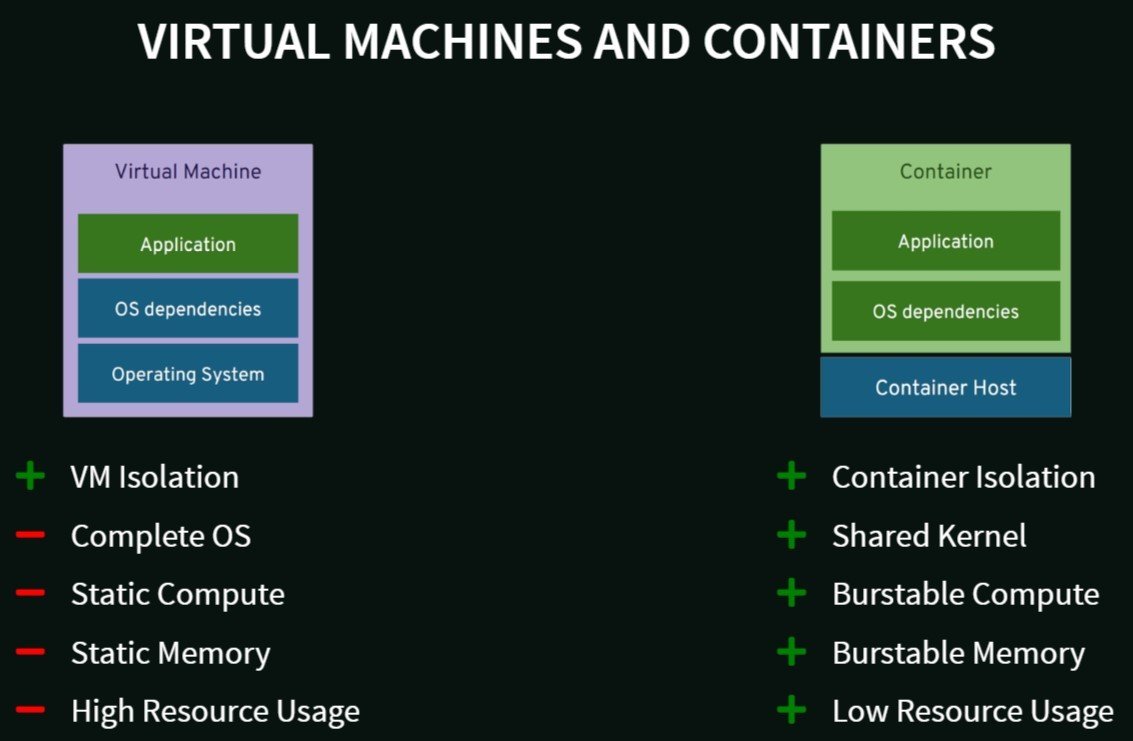 VIRTUAL MACHINES AND CONTAINERS
Virtual Machine
Application
OS dependencies
Operating System
VM Isolation
Complete OS
Static Compute
Static Memory
High Resource Usage
Container
Application
OS dependencies
Container Host
Container Isolation
Shared Kernel
Burstable Compute
Burstable Memory
Low Resource Usage